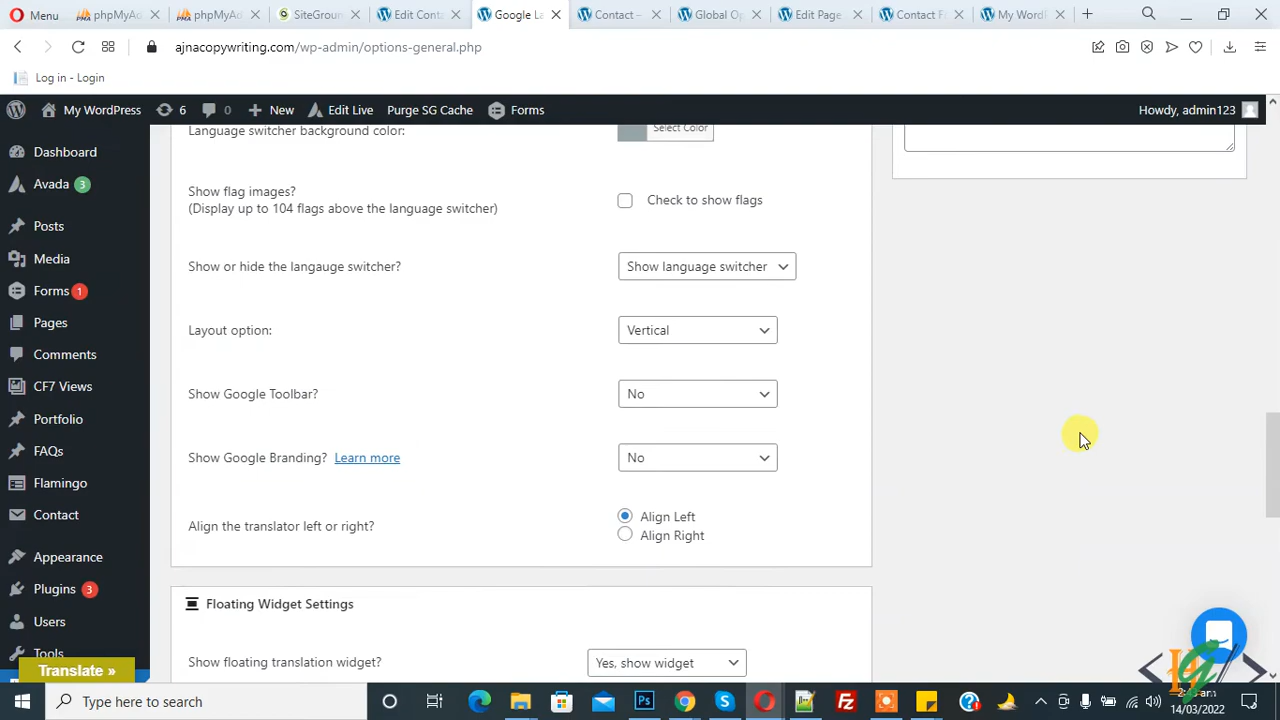 Menu
phpMyAd
phpMyAd
SiteGroun
Edit Conta
Google La
Contact –
Global Op
Edit Page
Contact F
My WordP
ajnacopywriting.com/wp-admin/options-general.php
Log in - Login
My WordPress
6
0
New
Edit Live
Purge SG Cache
Forms
Howdy, admin123
Dashboard
Avada 3
Posts
Media
Forms 1
Pages
Comments
CF7 Views
Portfolio
FAQs
Flamingo
Contact
Appearance
Plugins 3
Users
Tools
Translate »
Language switcher background color:
Select Color
Show flag images?
(Display up to 104 flags above the language switcher)
Check to show flags
Show or hide the langauge switcher?
Show language switcher
Layout option:
Vertical
Show Google Toolbar?
No
Show Google Branding? Learn more
No
Align the translator left or right?
Align Left
Align Right
Floating Widget Settings
Show floating translation widget?
Yes, show widget
Type here to search
14/03/2022